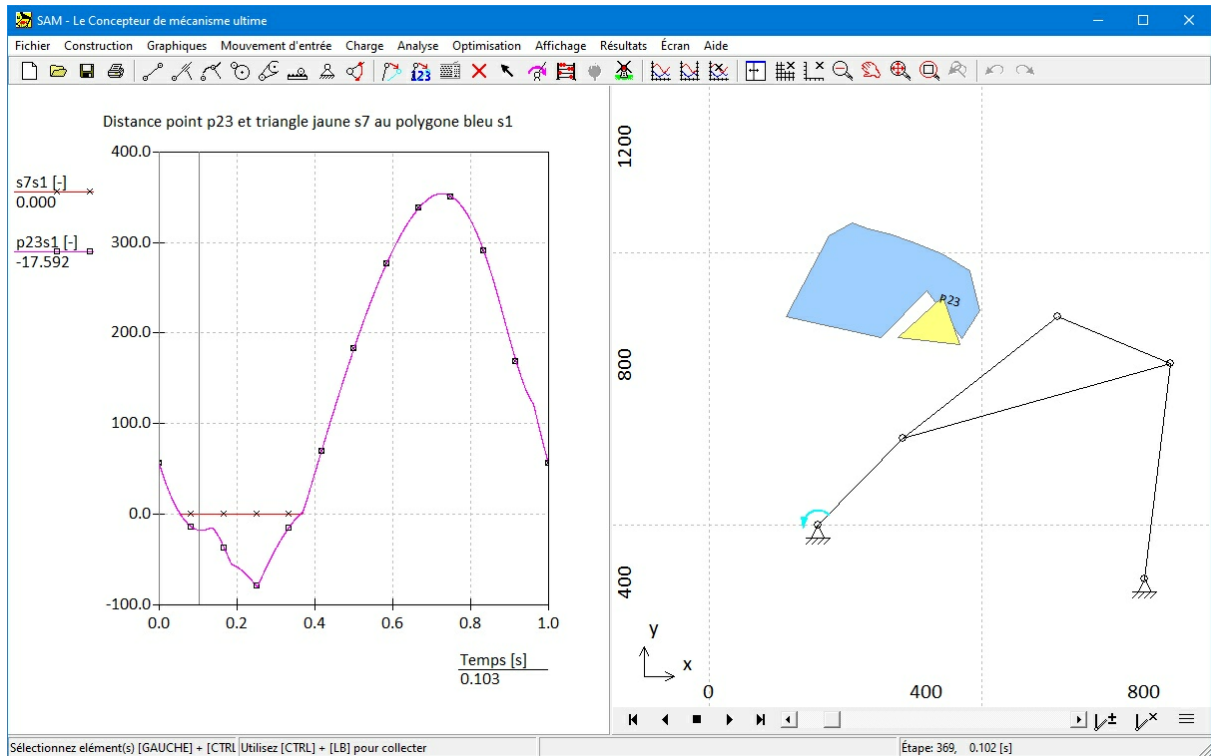 SAM - Le Concepteur de mécanisme ultime
Fichier Construction Graphiques Mouvement d'entrée Charge Analyse Optimisation Affichage Résultats Écran Aide
123
Distance point p23 et triangle jaune s7 au polygone bleu s1
s7s1 [-]
0.000
p23s1 [-]
-17.592
400.0
300.0
200.0
100.0
0.0
-100.0
0.0 0.2 0.4 0.6 0.8 1.0
Temps [s]
0.103
1200
800
400
P23
y
x
0 400 800
Sélectionnez elément(s) [GAUCHE] + [CTRL Utilisez [CTRL] + [LB] pour collecter
Étape: 369, 0.102 [s]